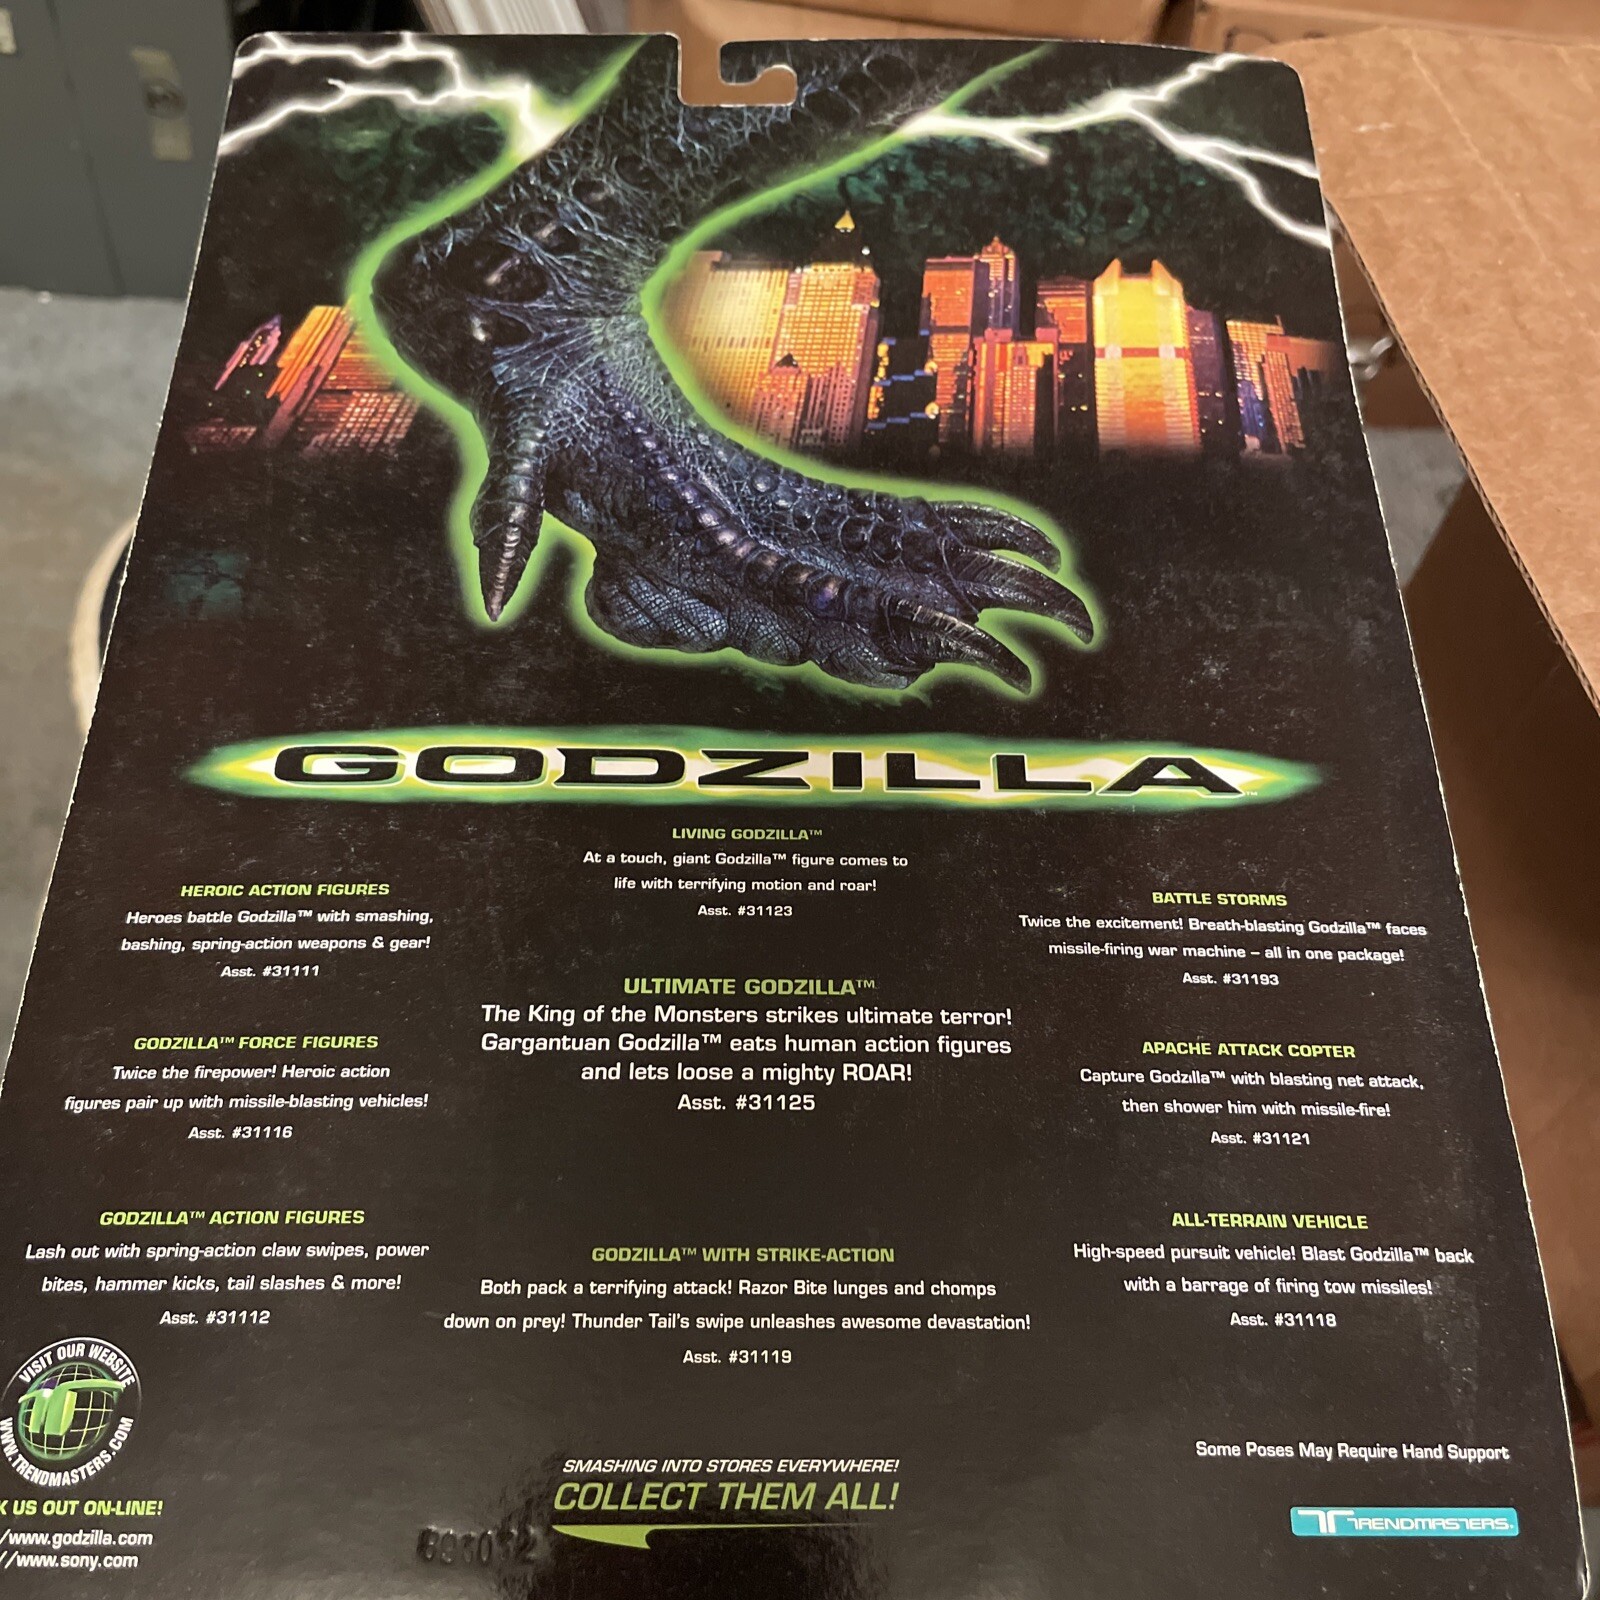 GODZILLA™
LIVING GODZILLA™
At a touch, giant Godzilla™ figure comes to
life with terrifying motion and roar!
Asst. #31123
HEROIC ACTION FIGURES
Heroes battle Godzilla™ with smashing,
bashing, spring-action weapons & gear!
Asst. #31111
BATTLE STORMS
Twice the excitement! Breath-blasting Godzilla™ faces
missile-firing war machine – all in one package!
Asst. #31193
ULTIMATE GODZILLA™
The King of the Monsters strikes ultimate terror!
Gargantuan Godzilla™ eats human action figures
and lets loose a mighty ROAR!
Asst. #31125
GODZILLA™ FORCE FIGURES
Twice the firepower! Heroic action
figures pair up with missile-blasting vehicles!
Asst. #31116
APACHE ATTACK COPTER
Capture Godzilla™ with blasting net attack,
then shower him with missile-fire!
Asst. #31121
GODZILLA™ ACTION FIGURES
Lash out with spring-action claw swipes, power
bites, hammer kicks, tail slashes & more!
Asst. #31112
GODZILLA™ WITH STRIKE-ACTION
Both pack a terrifying attack! Razor Bite lunges and chomps
down on prey! Thunder Tail's swipe unleashes awesome devastation!
Asst. #31119
ALL-TERRAIN VEHICLE
High-speed pursuit vehicle! Blast Godzilla™ back
with a barrage of firing tow missiles!
Asst. #31118
VISIT OUR WEBSITE
WWW.TRENDMASTERS.COM
K US OUT ON-LINE!
/www.godzilla.com
//www.sony.com
SMASHING INTO STORES EVERYWHERE!
COLLECT THEM ALL!
Some Poses May Require Hand Support
TRENDMASTERS